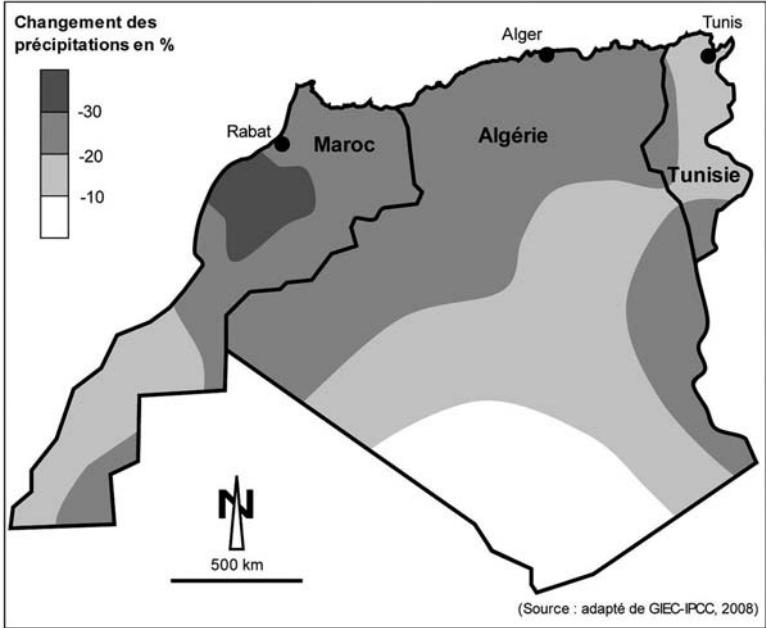 Changement des
précipitations en %
-30
-20
-10
Tunis
Alger
Rabat
Maroc
Algérie
Tunisie
N
500 km
(Source : adapté de GIEC-IPCC, 2008)